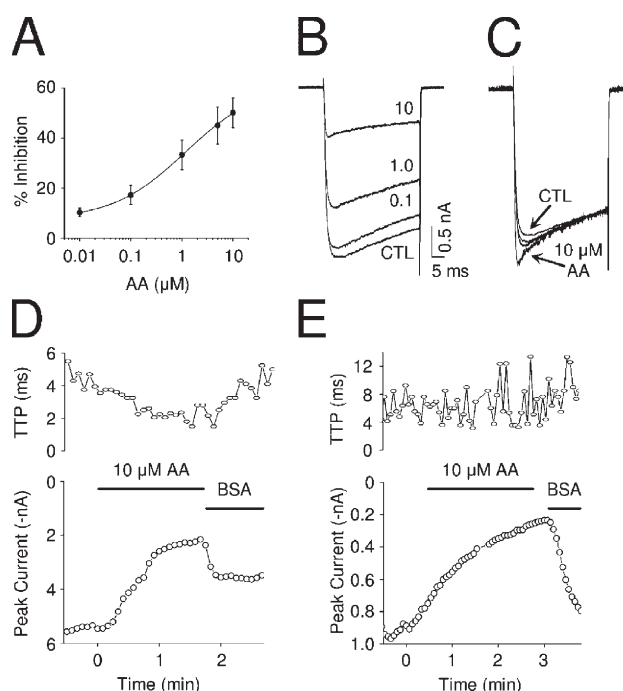 A
B
C
60
40
20
0
% Inhibition
0.01 0.1 1 10
AA (µM)
10
1.0
0.1
CTL
0.5 nA
5 ms
CTL
10 µM
AA
D
E
6
4
2
0
TTP (ms)
12
8
4
0
TTP (ms)
10 µM AA
BSA
0
2
4
6
Peak Current (-nA)
0 1 2
Time (min)
10 µM AA
BSA
0
0.2
0.4
0.6
0.8
1.0
Peak Current (-nA)
0 1 2 3
Time (min)